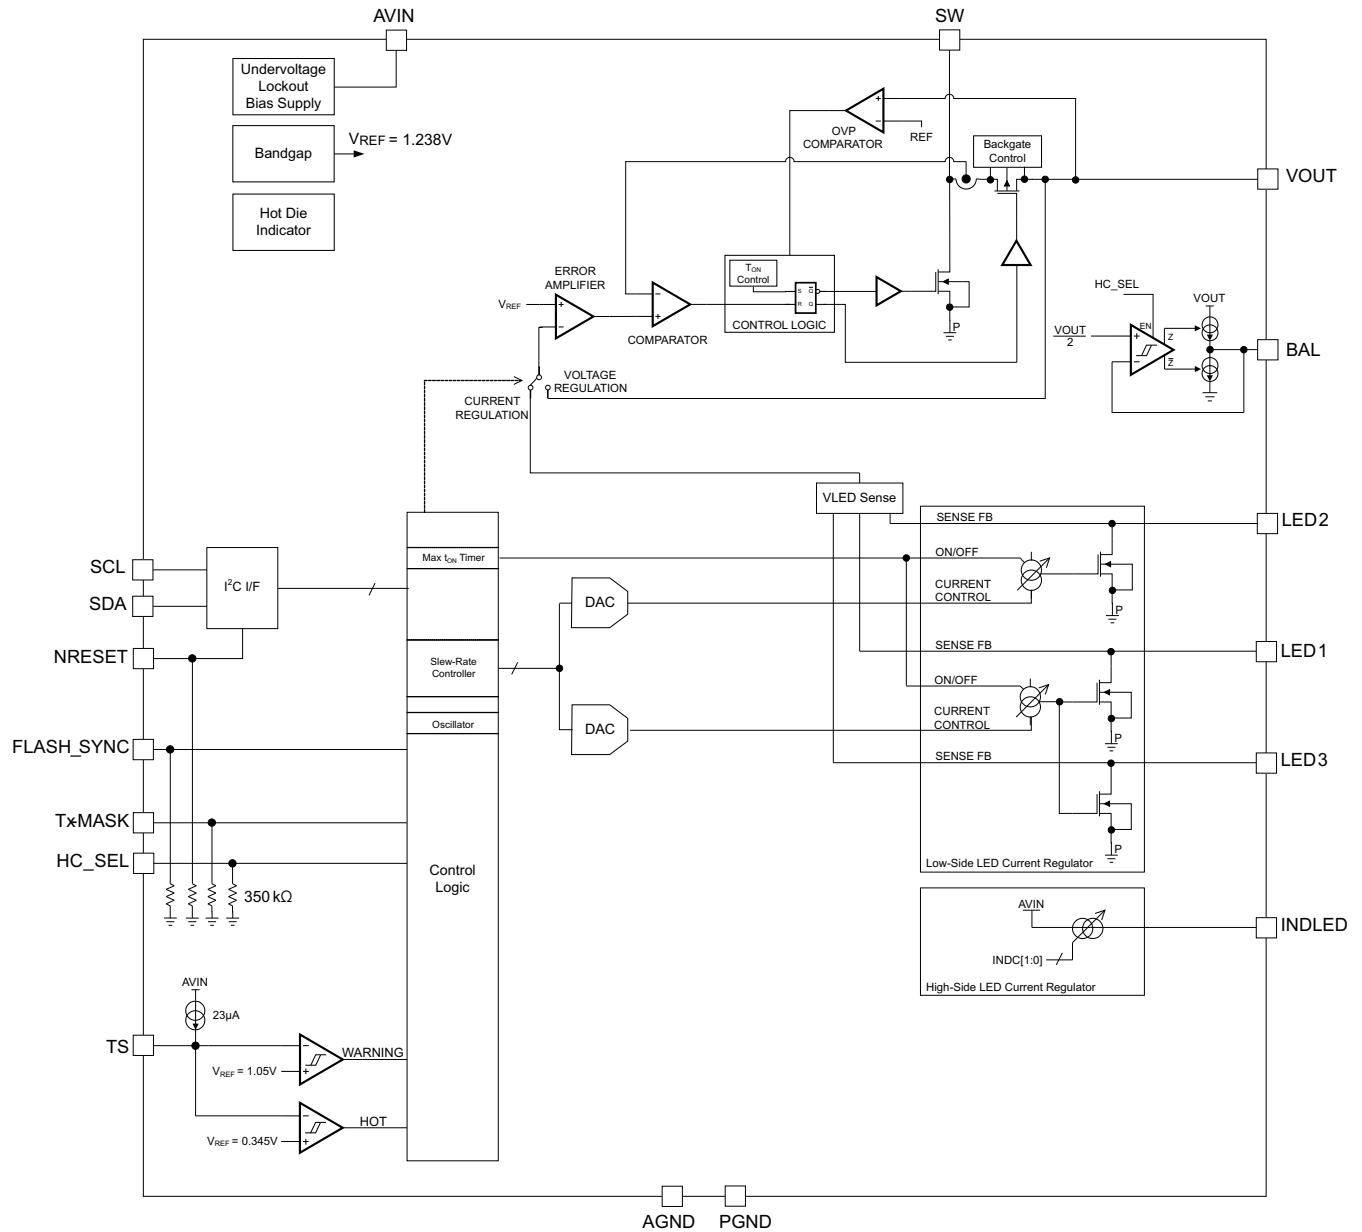 AVIN
SW
Undervoltage
Lockout
Bias Supply
Bandgap
VREF = 1.238V
Hot Die
Indicator
+
−
OVP
COMPARATOR
REF
Backgate
Control
VOUT
ERROR
AMPLIFIER
VREF
+
−
−
+
COMPARATOR
TON
Control
S
Q̅
R
Q
CONTROL LOGIC
P
HC_SEL
VOUT
VOUT
2
+
EN
−
Z
Z̅
BAL
VOLTAGE
REGULATION
CURRENT
REGULATION
VLED Sense
SENSE FB
LED2
ON/OFF
CURRENT
CONTROL
P
SCL
SDA
I²C I/F
NRESET
Max tON Timer
Slew-Rate
Controller
Oscillator
DAC
DAC
SENSE FB
LED1
ON/OFF
CURRENT
CONTROL
P
SENSE FB
LED3
P
Low-Side LED Current Regulator
FLASH_SYNC
Tx-MASK
HC_SEL
350 kΩ
Control
Logic
AVIN
INDC[1:0]
INDLED
High-Side LED Current Regulator
AVIN
23µA
TS
−
VREF = 1.05V
+
WARNING
−
VREF = 0.345V
+
HOT
AGND
PGND